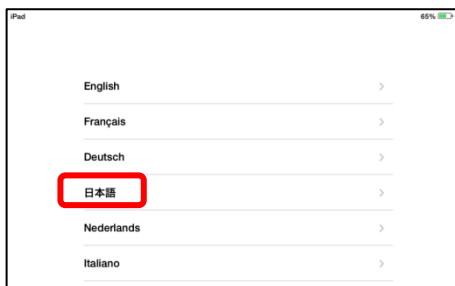 iPad 65%
English
Français
Deutsch
日本語
Nederlands
Italiano